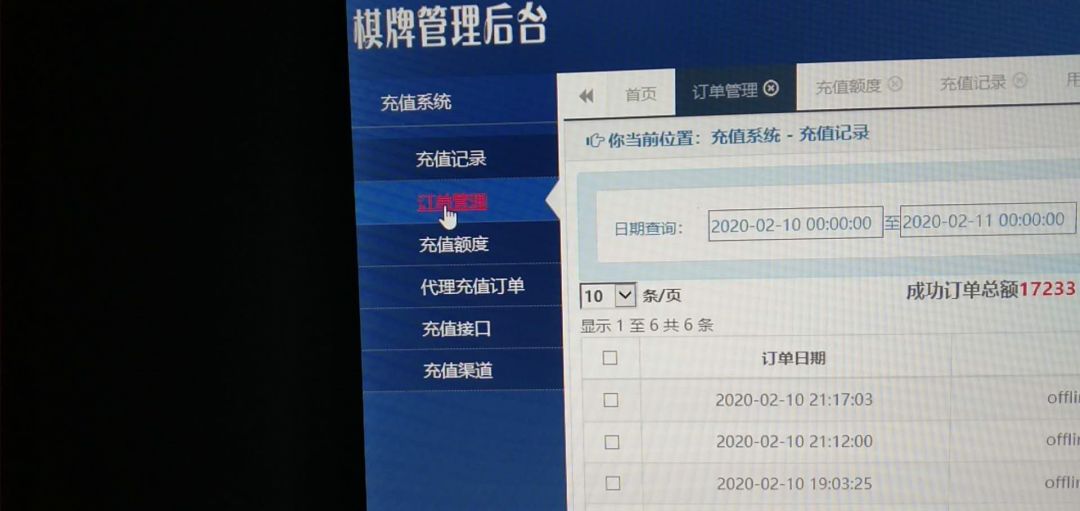 棋牌管理后台
充值系统
充值记录
订单管理
充值额度
代理充值订单
充值接口
充值渠道
首页 订单管理 充值额度 充值记录 用
你当前位置：充值系统 - 充值记录
日期查询： 2020-02-10 00:00:00 至 2020-02-11 00:00:00
10 条/页 成功订单总额17233
显示 1 至 6 共 6 条
订单日期
2020-02-10 21:17:03 offli
2020-02-10 21:12:00 offli
2020-02-10 19:03:25 offli